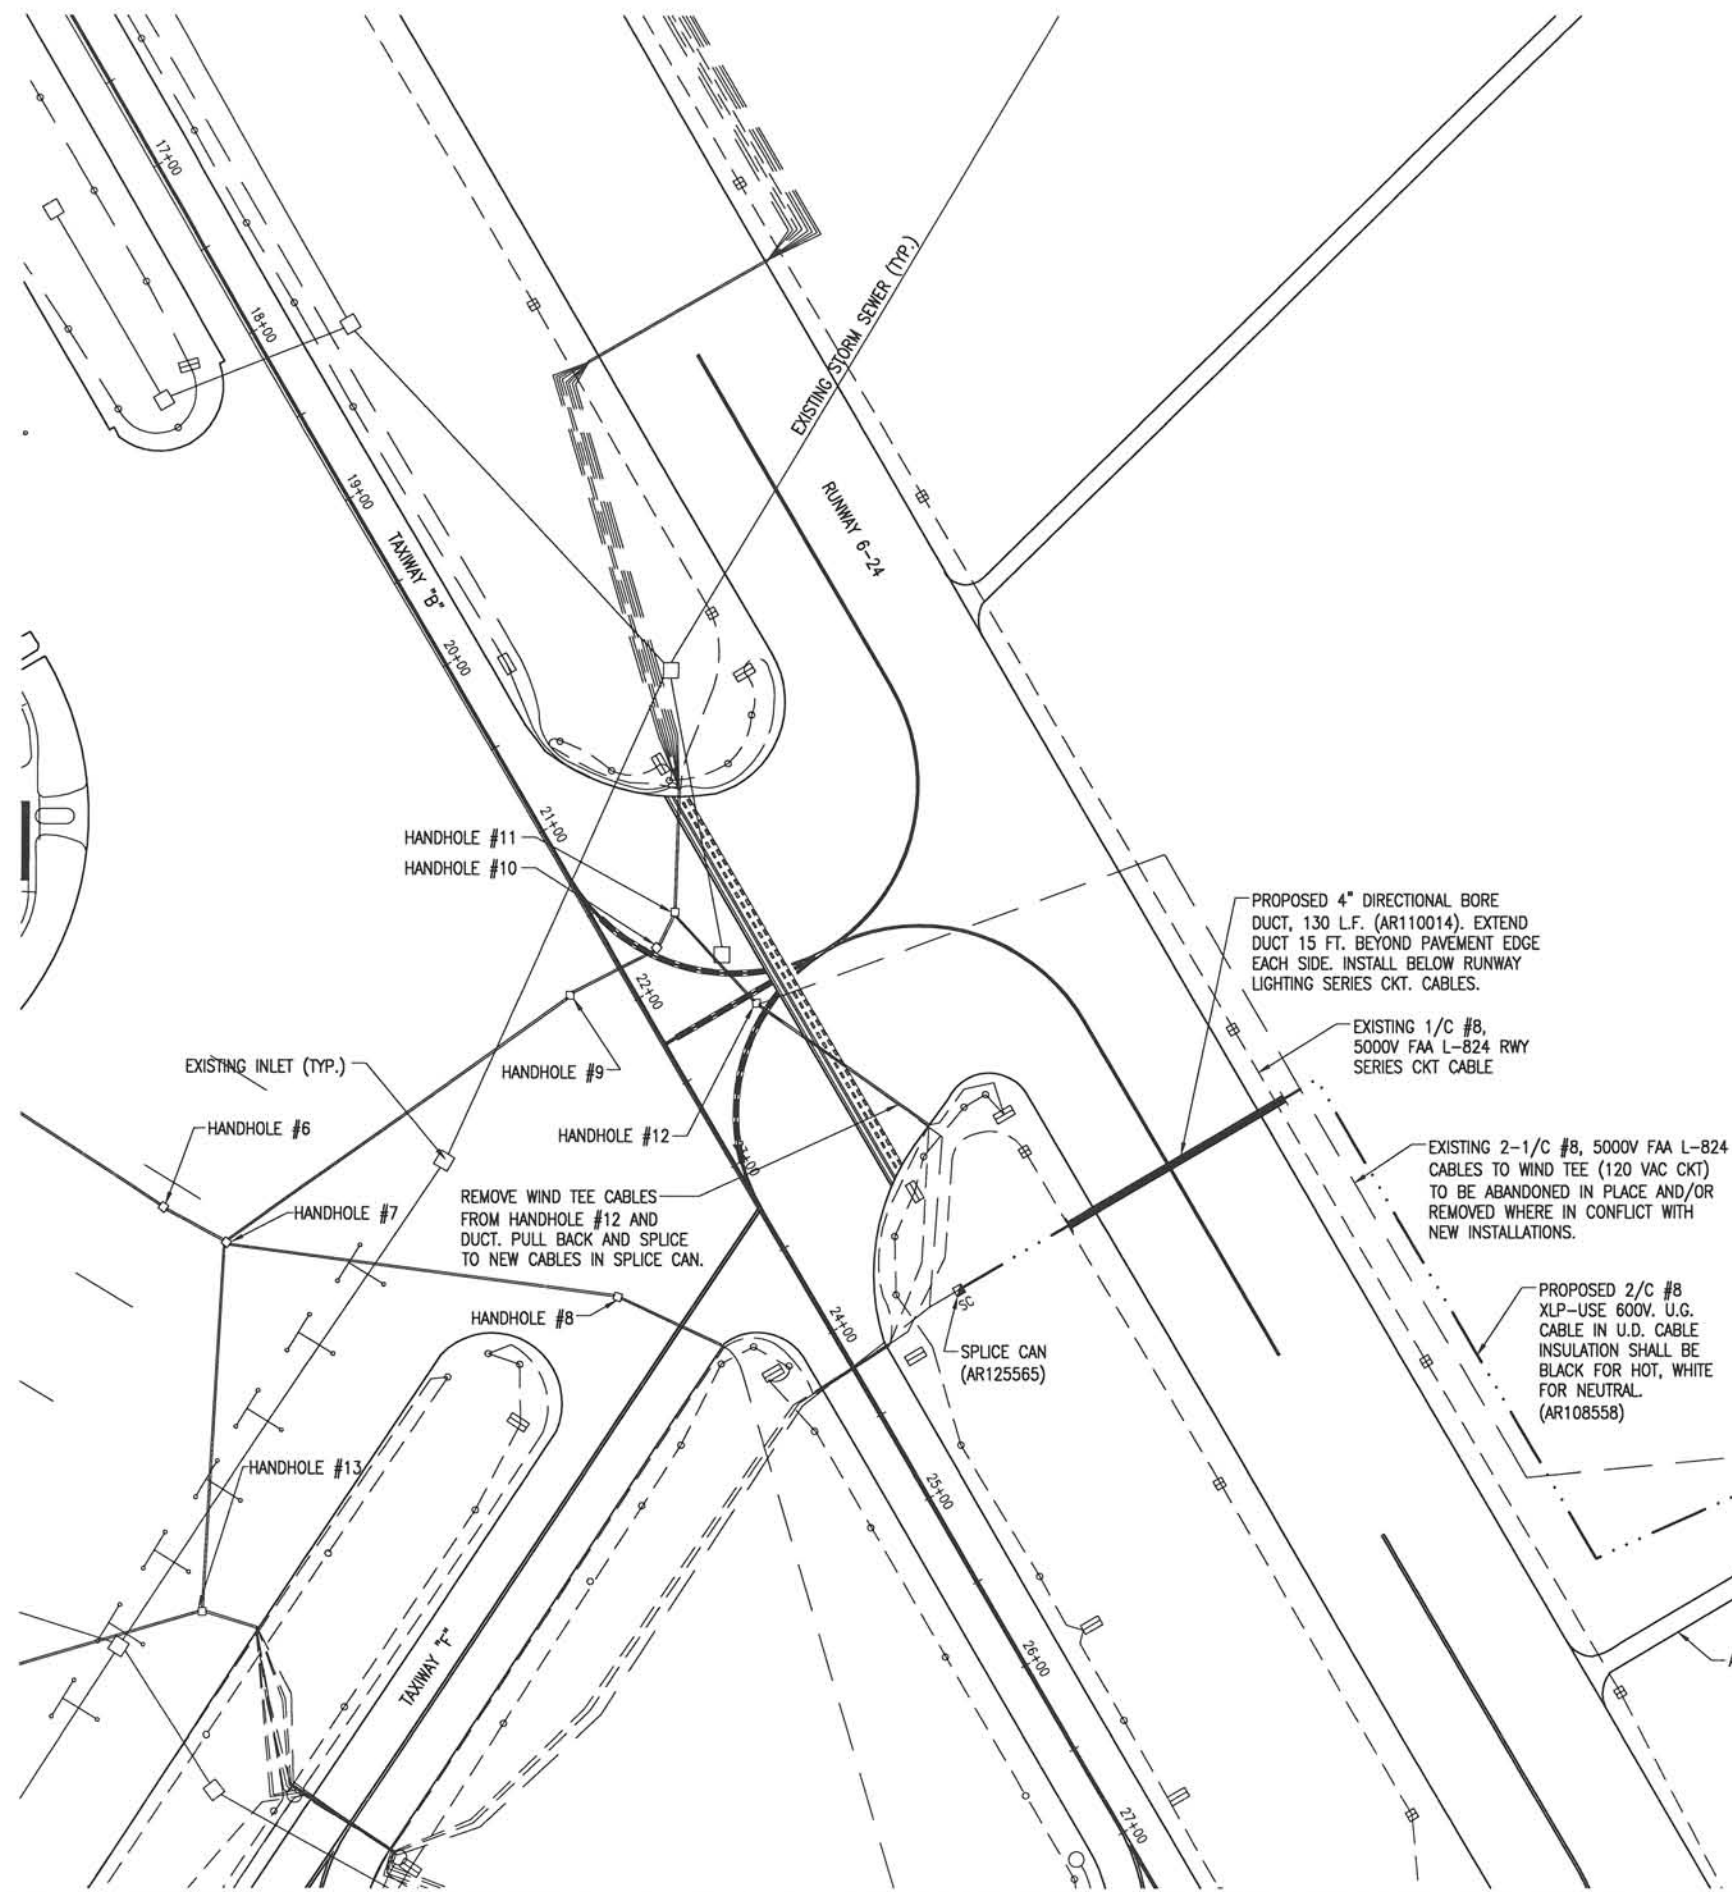 17+00
18+00
EXISTING STORM SEWER (TYP.)
19+00
TAXIWAY "B"
RUNWAY 6-24
20+00
21+00
HANDHOLE #11
HANDHOLE #10
22+00
PROPOSED 4" DIRECTIONAL BORE
DUCT, 130 L.F. (AR110014). EXTEND
DUCT 15 FT. BEYOND PAVEMENT EDGE
EACH SIDE. INSTALL BELOW RUNWAY
LIGHTING SERIES CKT. CABLES.
EXISTING 1/C #8,
5000V FAA L-824 RWY
SERIES CKT CABLE
EXISTING INLET (TYP.)
HANDHOLE #9
HANDHOLE #6
HANDHOLE #12
23+00
EXISTING 2-1/C #8, 5000V FAA L-824
CABLES TO WIND TEE (120 VAC CKT)
TO BE ABANDONED IN PLACE AND/OR
REMOVED WHERE IN CONFLICT WITH
NEW INSTALLATIONS.
HANDHOLE #7
REMOVE WIND TEE CABLES
FROM HANDHOLE #12 AND
DUCT. PULL BACK AND SPLICE
TO NEW CABLES IN SPLICE CAN.
HANDHOLE #8
24+00
SC
SPLICE CAN
(AR125565)
PROPOSED 2/C #8
XLP-USE 600V. U.G.
CABLE IN U.D. CABLE
INSULATION SHALL BE
BLACK FOR HOT, WHITE
FOR NEUTRAL.
(AR108558)
HANDHOLE #13
25+00
TAXIWAY "F"
26+00
27+00